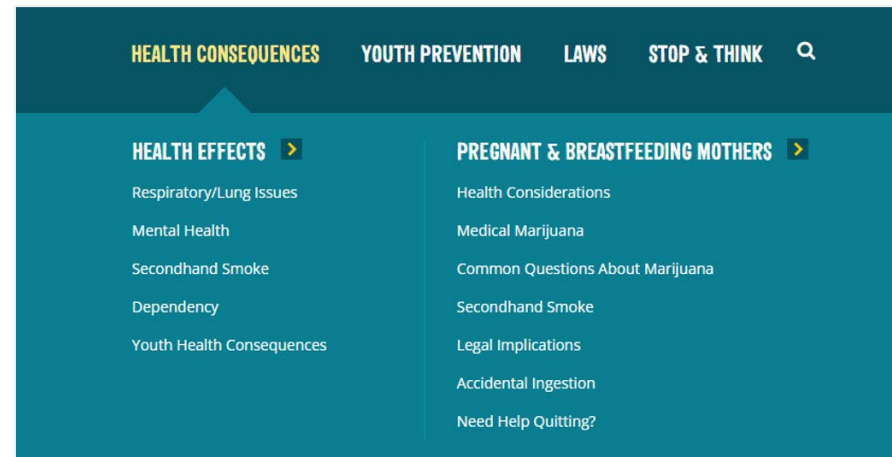 HEALTH CONSEQUENCES YOUTH PREVENTION LAWS STOP & THINK
HEALTH EFFECTS >
Respiratory/Lung Issues
Mental Health
Secondhand Smoke
Dependency
Youth Health Consequences
PREGNANT & BREASTFEEDING MOTHERS >
Health Considerations
Medical Marijuana
Common Questions About Marijuana
Secondhand Smoke
Legal Implications
Accidental Ingestion
Need Help Quitting?